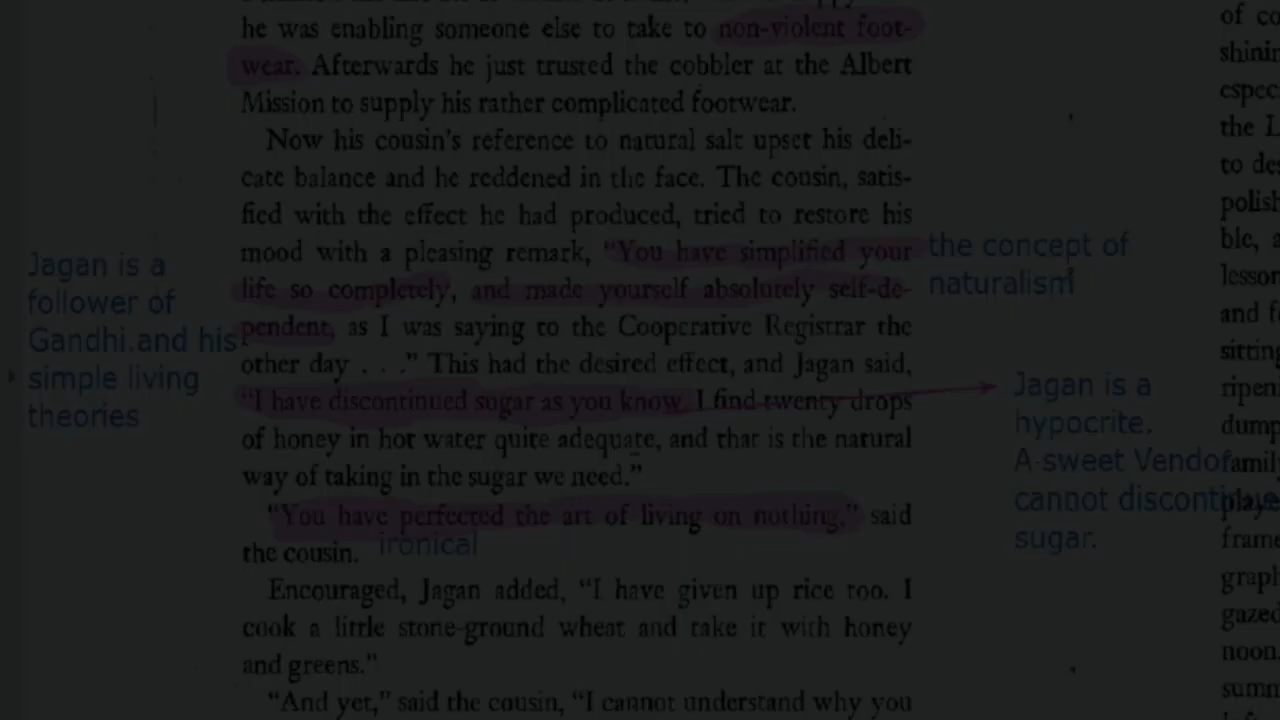 he was enabling someone else to take to non-violent foot-
wear. Afterwards he just trusted the cobbler at the Albert
Mission to supply his rather complicated footwear.
Now his cousin's reference to natural salt upset his deli-
cate balance and he reddened in the face. The cousin, satis-
fied with the effect he had produced, tried to restore his
mood with a pleasing remark, “You have simplified your
life so completely, and made yourself absolutely self-de-
pendent, as I was saying to the Cooperative Registrar the
other day . . .” This had the desired effect, and Jagan said,
“I have discontinued sugar as you know. I find twenty drops
of honey in hot water quite adequate, and that is the natural
way of taking in the sugar we need.”
“You have perfected the art of living on nothing,” said
the cousin.
Encouraged, Jagan added, “I have given up rice too. I
cook a little stone-ground wheat and take it with honey
and greens.”
“And yet,” said the cousin, “I cannot understand why you
Jagan is a
follower of
Gandhi.and his
simple living
theories
ironical
the concept of
naturalism
Jagan is a
hypocrite.
A sweet Vendor
cannot discontinue
sugar.
of
the
to
and
noon.